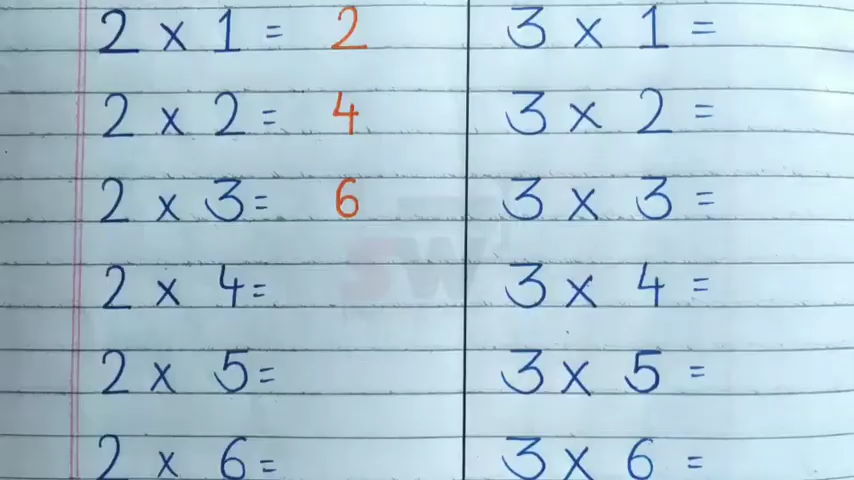 2 x 1 = 2
2 x 2 = 4
2 x 3 = 6
2 x 4 =
2 x 5 =
2 x 6 =
3 x 1 =
3 x 2 =
3 x 3 =
3 x 4 =
3 x 5 =
3 x 6 =
SW